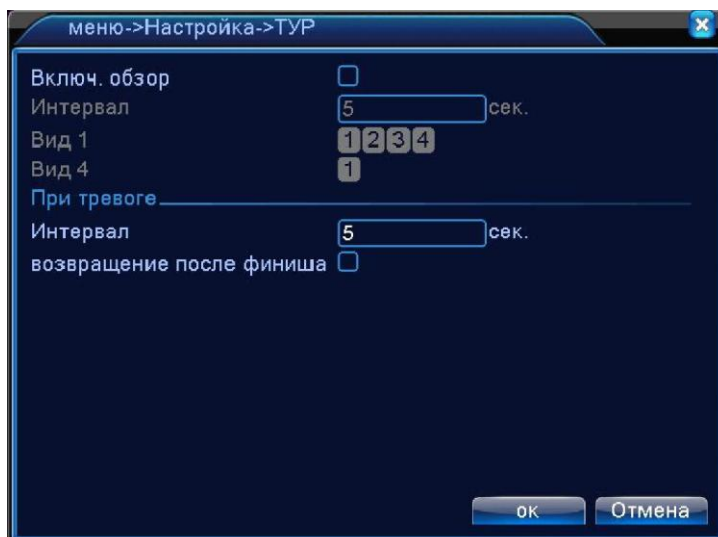 меню->Настройка->ТУР
Включ. обзор
Интервал 5 сек.
Вид 1 1 2 3 4
Вид 4 1
При тревоге
Интервал 5 сек.
возвращение после финиша
ок Отмена